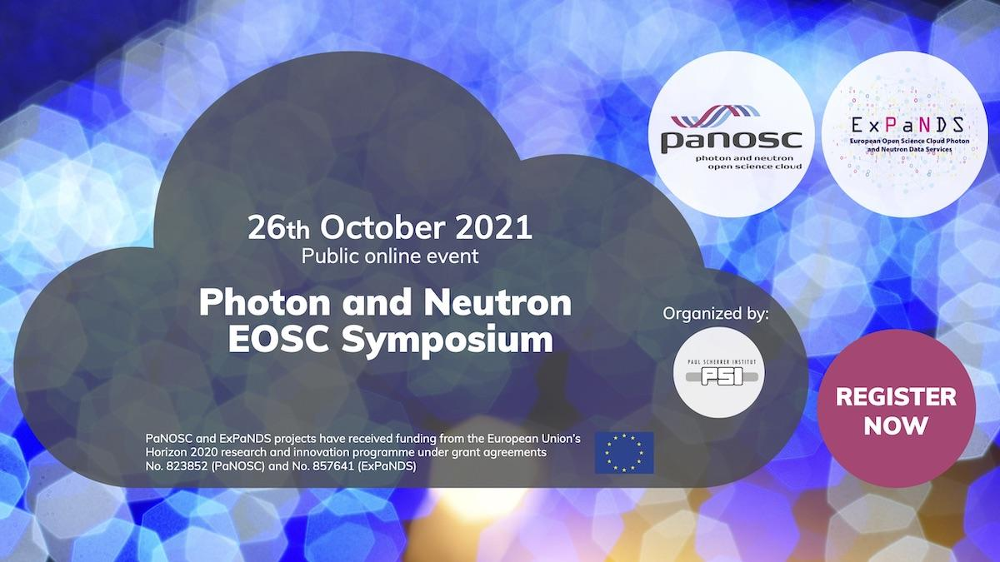 26th October 2021
Public online event
Photon and Neutron
EOSC Symposium
PaNOSC and ExPaNDS projects have received funding from the European Union's
Horizon 2020 research and innovation programme under grant agreements
No. 823852 (PaNOSC) and No. 857641 (ExPaNDS)
panosc
photon and neutron
open science cloud
ExPaNDS
European Open Science Cloud Photon
and Neutron Data Services
Organized by:
PAUL SCHERRER INSTITUT
PSI
REGISTER
NOW